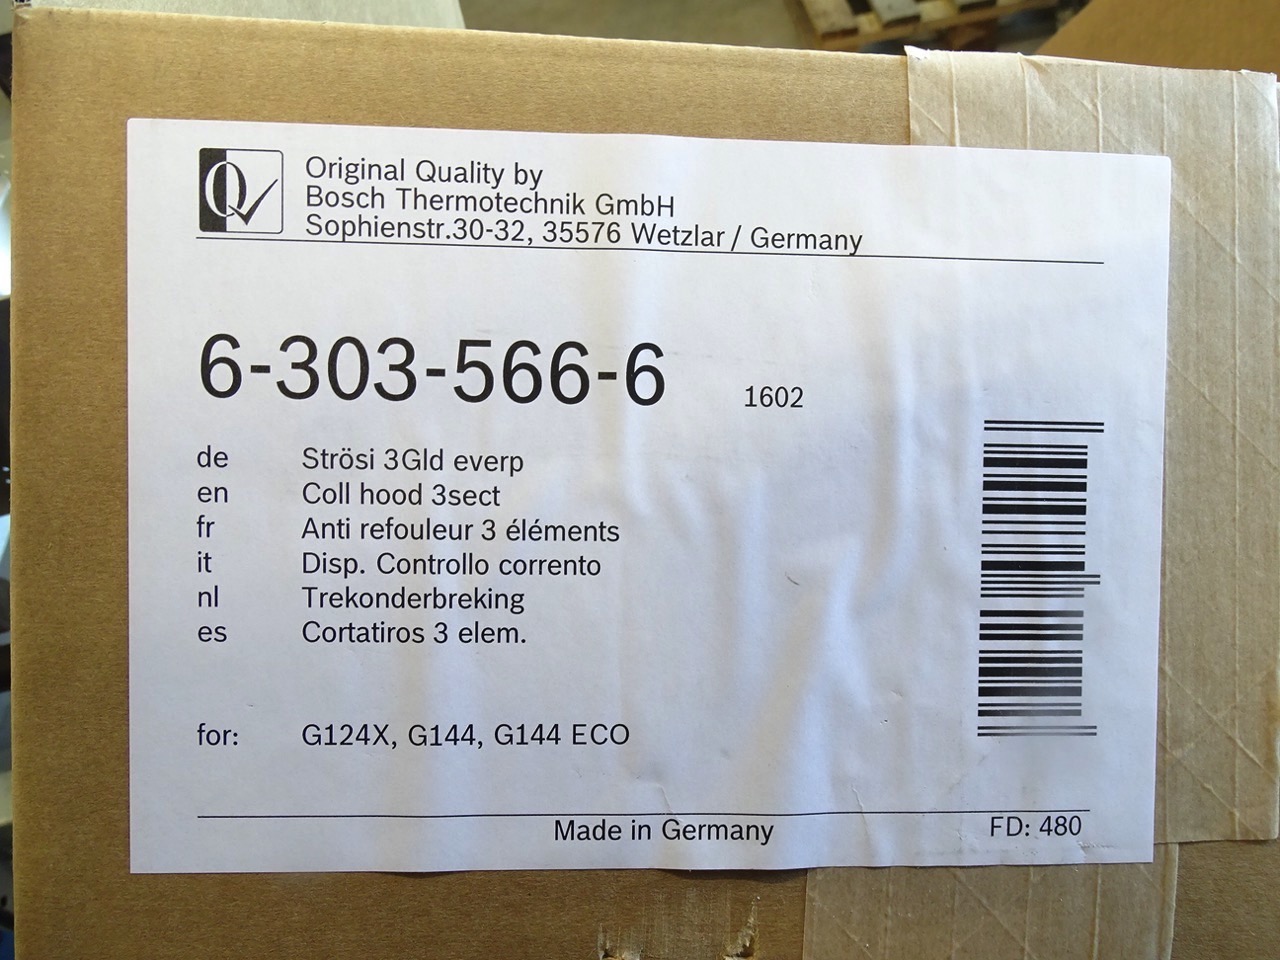 Q
Original Quality by
Bosch Thermotechnik GmbH
Sophienstr.30-32, 35576 Wetzlar / Germany
6-303-566-6 1602
de Strösi 3Gld everp
en Coll hood 3sect
fr Anti refouleur 3 éléments
it Disp. Controllo corrento
nl Trekonderbreking
es Cortatiros 3 elem.
for: G124X, G144, G144 ECO
Made in Germany FD: 480